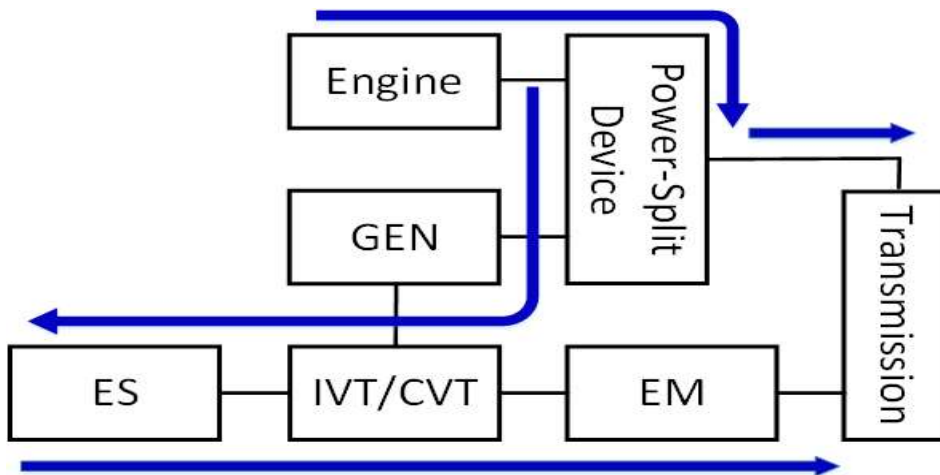 Engine
Power-Split
Device
GEN
Transmission
ES
IVT/CVT
EM